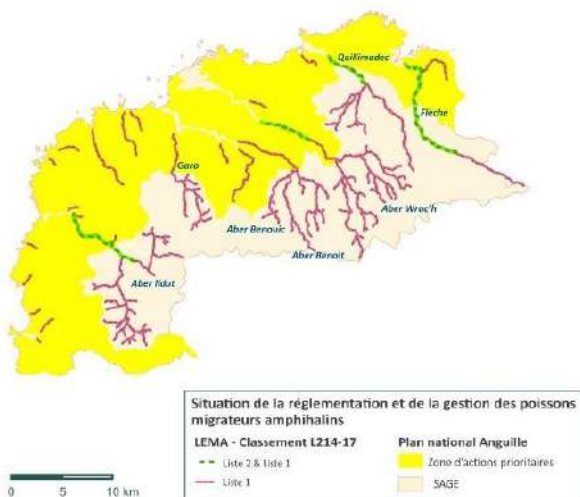 Quillimadec
Flèche
Garo
Aber Wrac'h
Aber Benouic
Aber Benoit
Aber Ildut
Situation de la réglementation et de la gestion des poissons
migrateurs amphihalins
LEMA - Classement L214-17
Plan national Anguille
Liste 2 & Liste 1
Zone d'actions prioritaires
Liste 1
SAGE
0 5 10 km